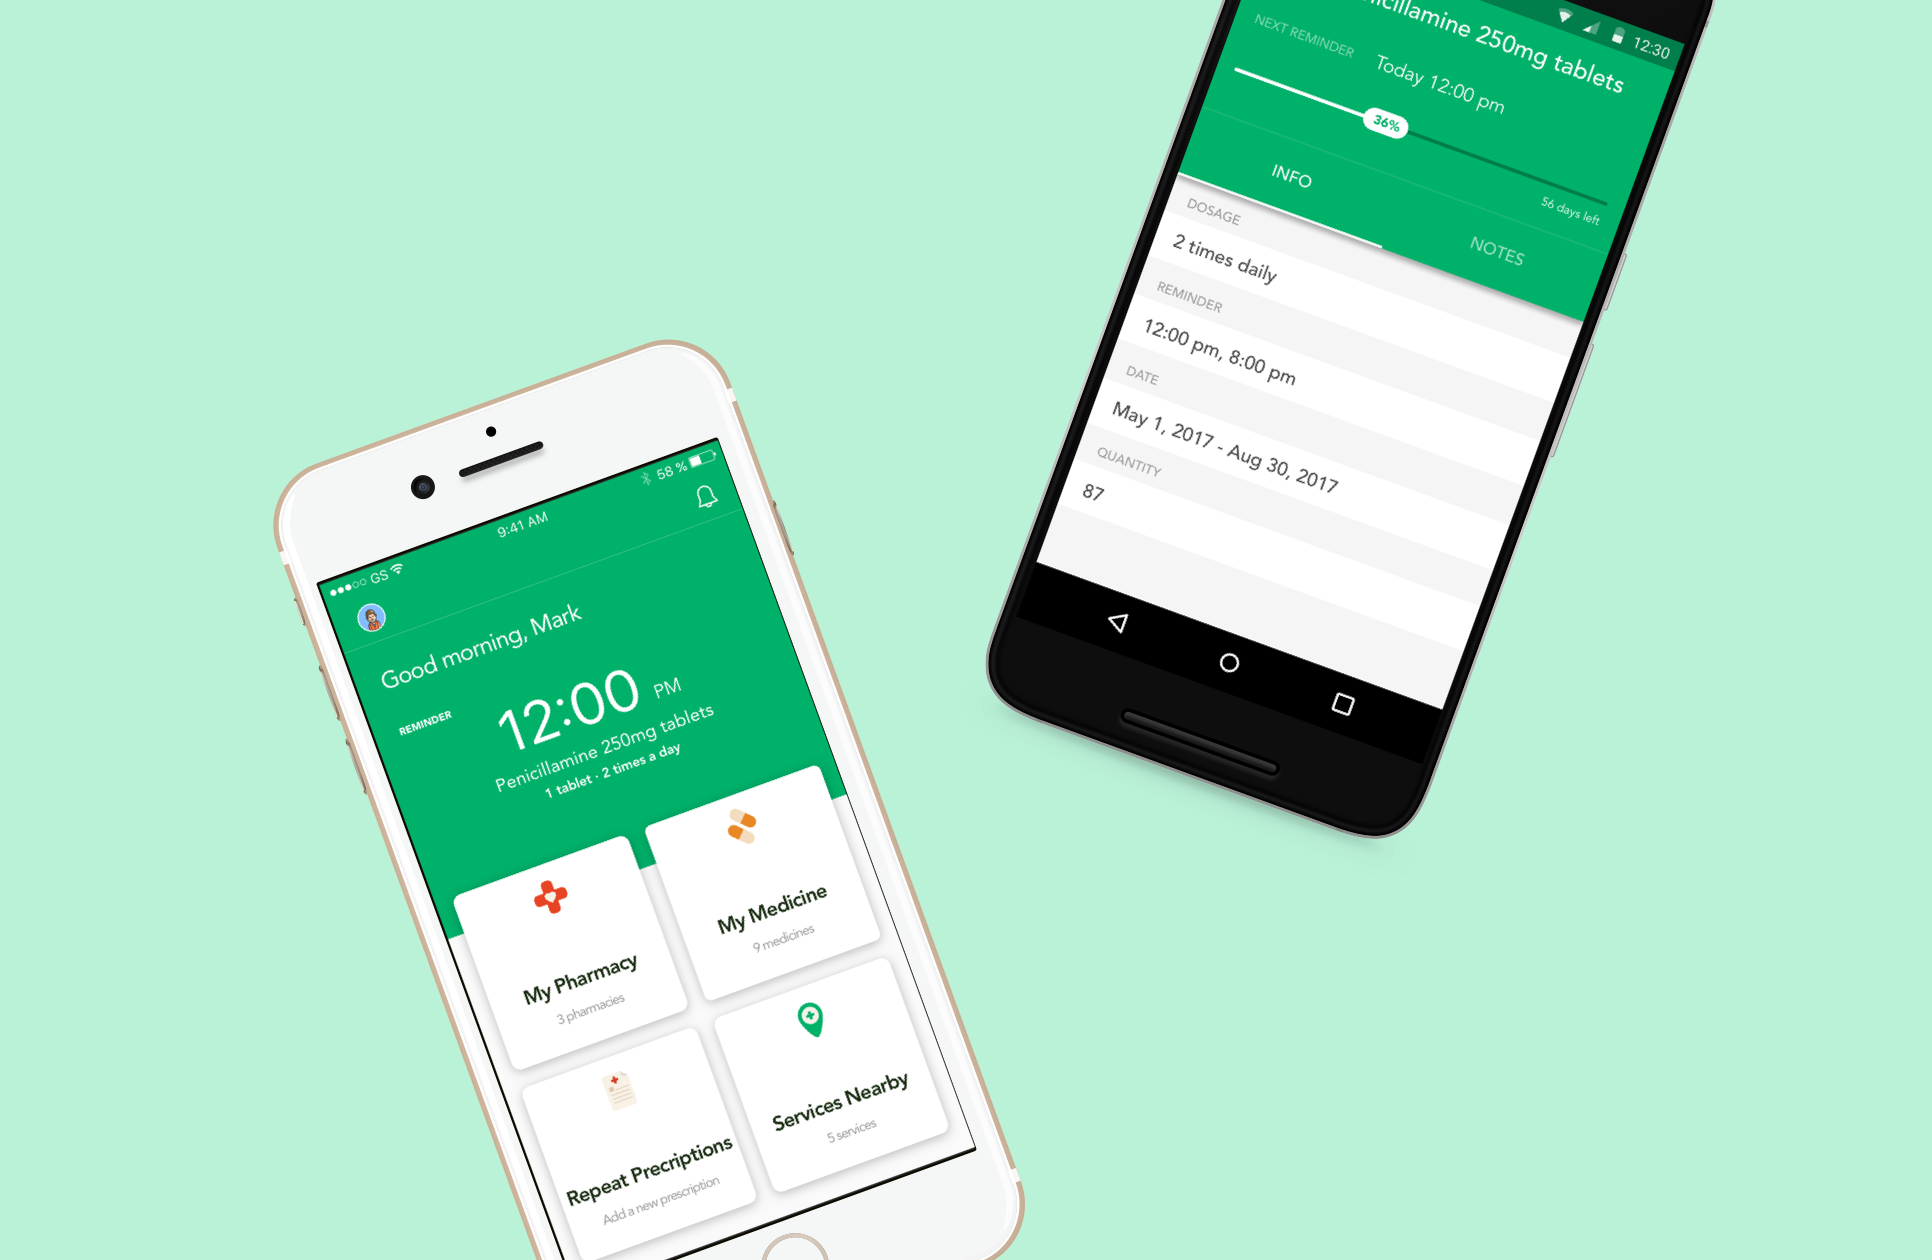 GS
9:41 AM
58 %
Good morning, Mark
REMINDER
12:00 PM
Penicillamine 250mg tablets
1 tablet · 2 times a day
My Pharmacy
3 pharmacies
My Medicine
9 medicines
Repeat Precriptions
Add a new prescription
Services Nearby
5 services
12:30
250mg tablets
NEXT REMINDER
Today 12:00 pm
36%
56 days left
INFO
NOTES
DOSAGE
2 times daily
REMINDER
12:00 pm, 8:00 pm
DATE
May 1, 2017 - Aug 30, 2017
QUANTITY
87